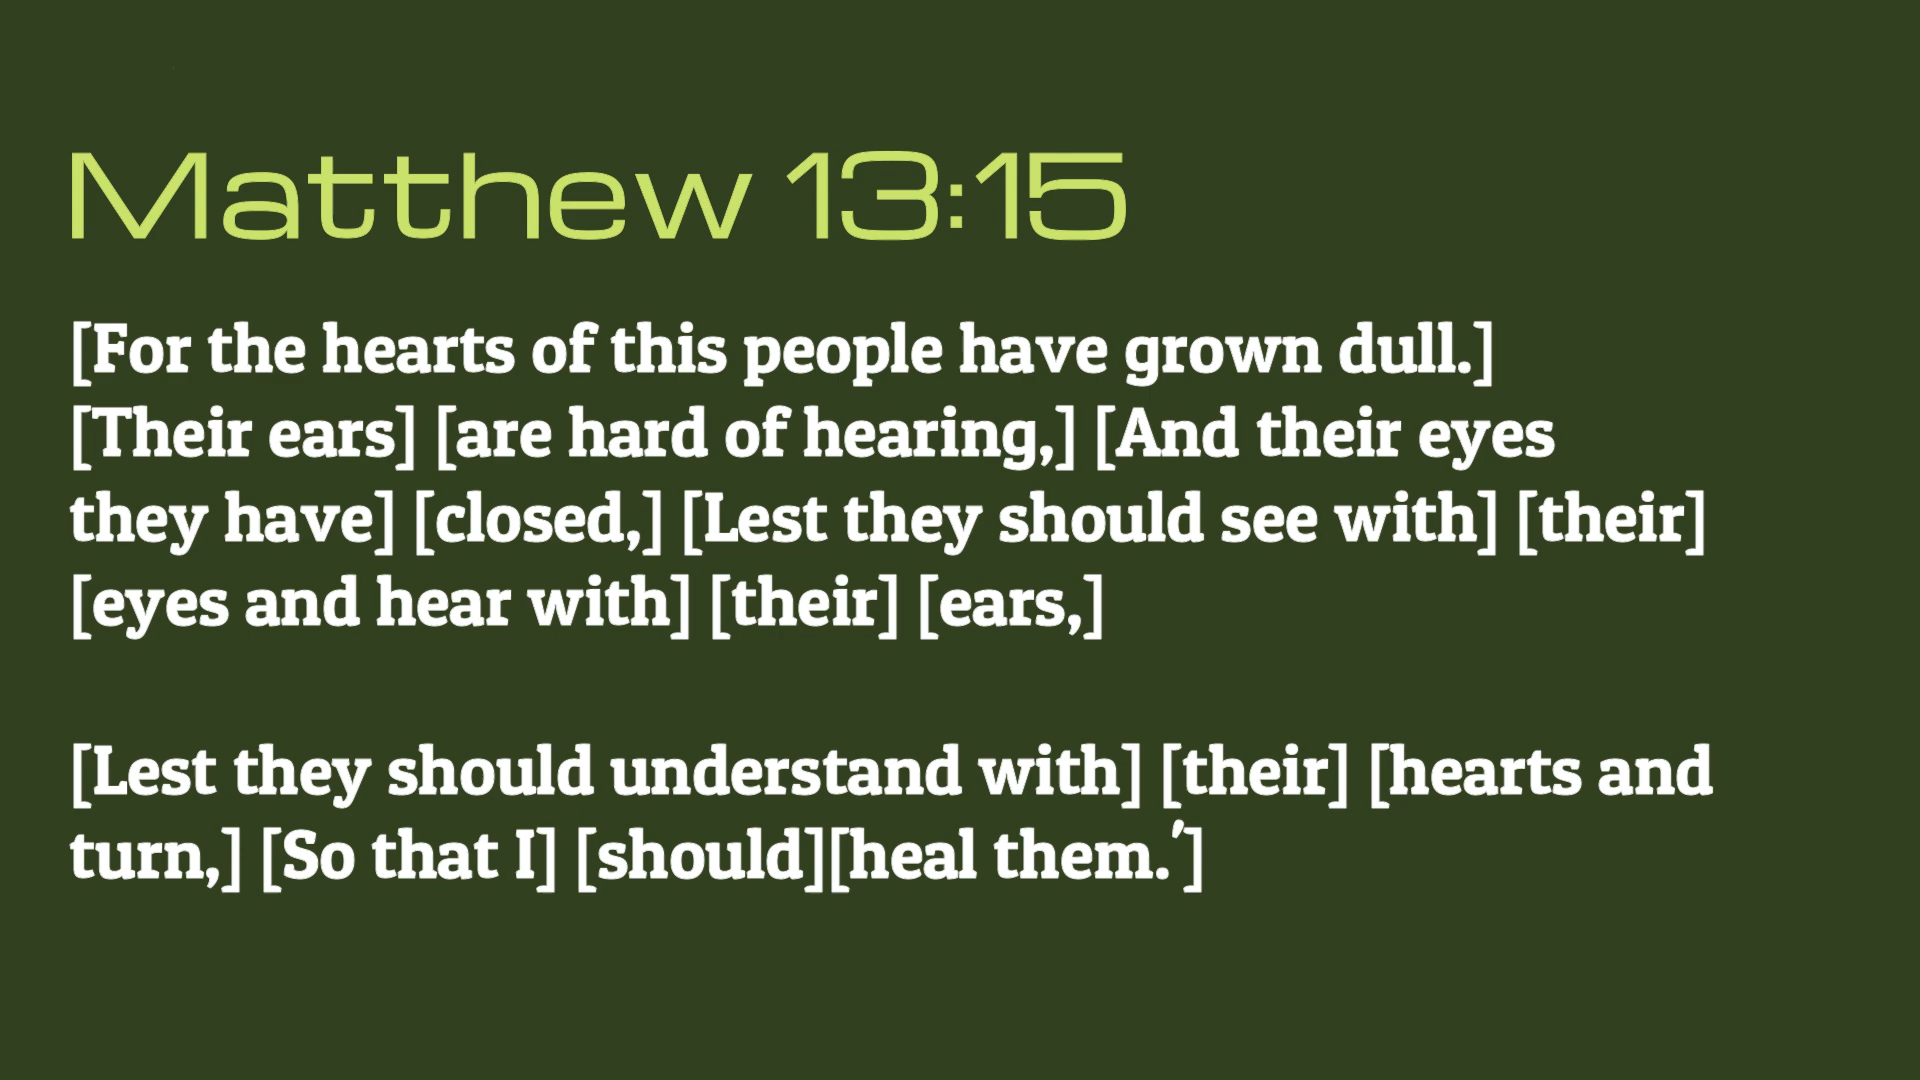 Matthew 13:15
[For the hearts of this people have grown dull.]
[Their ears] [are hard of hearing,] [And their eyes
they have] [closed,] [Lest they should see with] [their]
[eyes and hear with] [their] [ears,]
[Lest they should understand with] [their] [hearts and
turn,] [So that I] [should][heal them.']